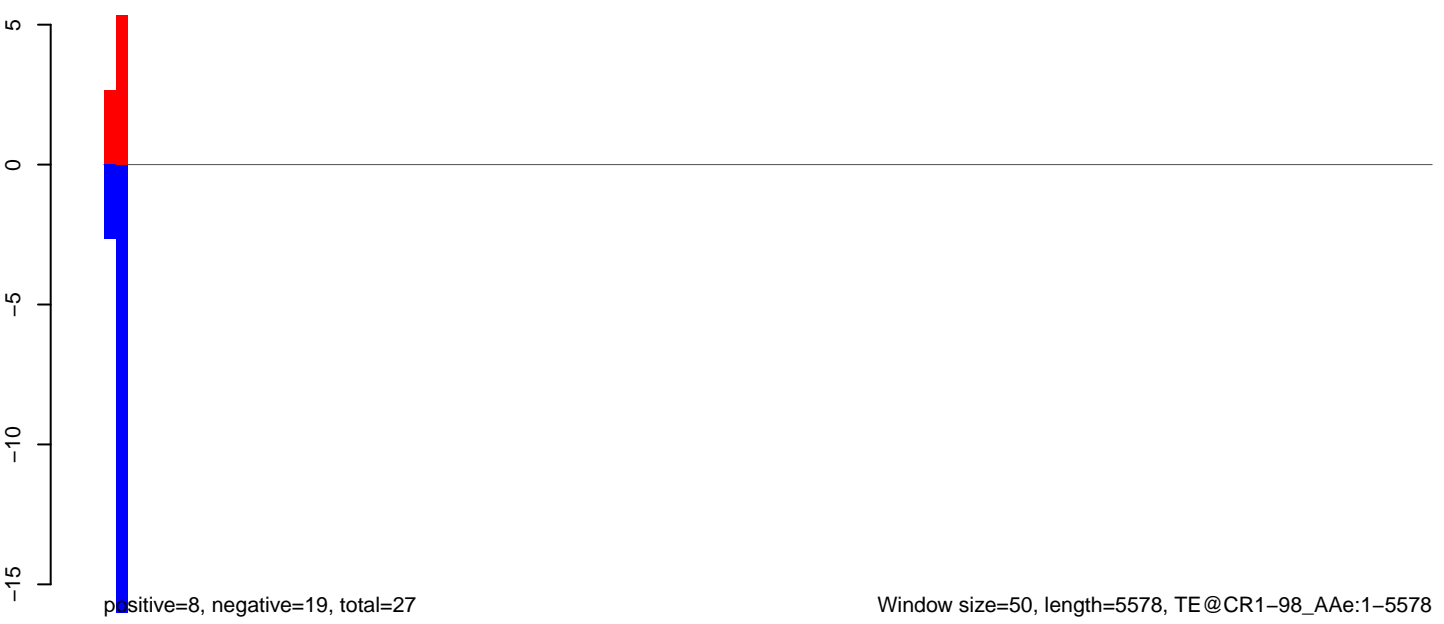 5
0
−5
−10
−15
positive=8, negative=19, total=27
Window size=50, length=5578, TE@CR1−98_AAe:1−5578